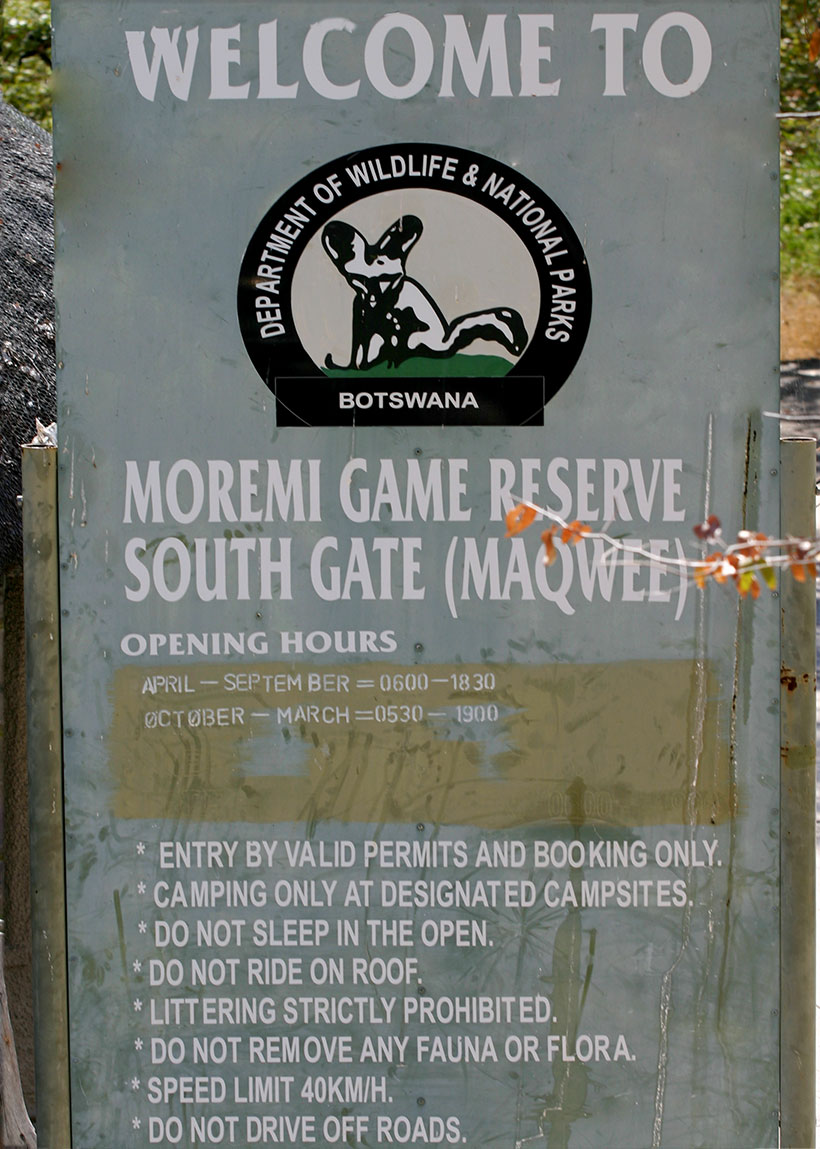 WELCOME TO
DEPARTMENT OF WILDLIFE & NATIONAL PARKS
BOTSWANA
MOREMI GAME RESERVE
SOUTH GATE (MAQWEE)
OPENING HOURS
APRIL — SEPTEMBER = 0600 — 1830
OCTOBER — MARCH = 0530 — 1900
* ENTRY BY VALID PERMITS AND BOOKING ONLY.
* CAMPING ONLY AT DESIGNATED CAMPSITES.
* DO NOT SLEEP IN THE OPEN.
* DO NOT RIDE ON ROOF.
* LITTERING STRICTLY PROHIBITED.
* DO NOT REMOVE ANY FAUNA OR FLORA.
* SPEED LIMIT 40KM/H.
* DO NOT DRIVE OFF ROADS.